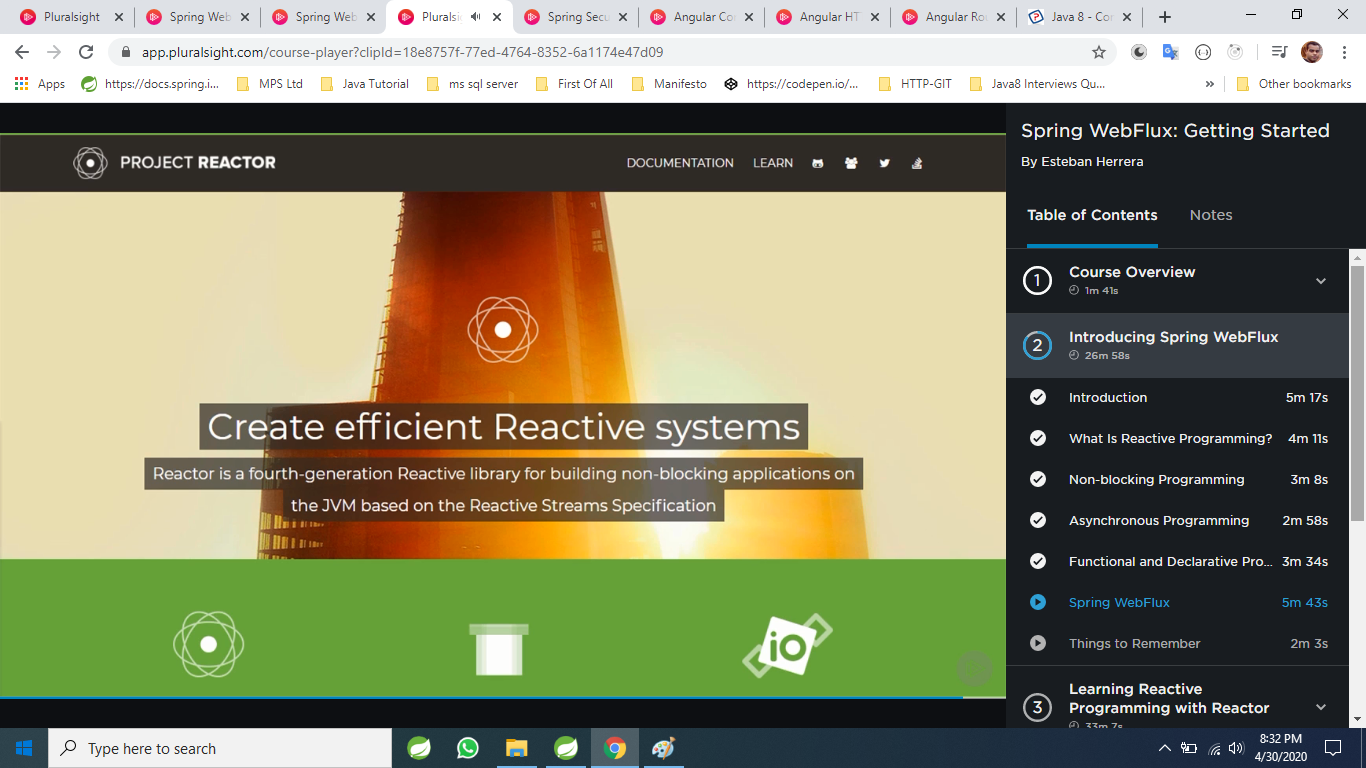 Pluralsight
Spring Web
Spring Web
Pluralsi
Spring Secu
Angular Co
Angular HT
Angular Rou
Java 8 - Con
app.pluralsight.com/course-player?clipId=18e8757f-77ed-4764-8352-6a1174e47d09
Apps
https://docs.spring.i...
MPS Ltd
Java Tutorial
ms sql server
First Of All
Manifesto
https://codepen.io/...
HTTP-GIT
Java8 Interviews Qu...
»
Other bookmarks
PROJECT REACTOR
DOCUMENTATION
LEARN
Create efficient Reactive systems
Reactor is a fourth-generation Reactive library for building non-blocking applications on
the JVM based on the Reactive Streams Specification
iO
Spring WebFlux: Getting Started
By Esteban Herrera
Table of Contents
Notes
1
Course Overview
1m 41s
2
Introducing Spring WebFlux
26m 58s
Introduction 5m 17s
What Is Reactive Programming? 4m 11s
Non-blocking Programming 3m 8s
Asynchronous Programming 2m 58s
Functional and Declarative Pro... 3m 34s
Spring WebFlux 5m 43s
Things to Remember 2m 3s
3
Learning Reactive
Programming with Reactor
33m 7s
Type here to search
8:32 PM
4/30/2020